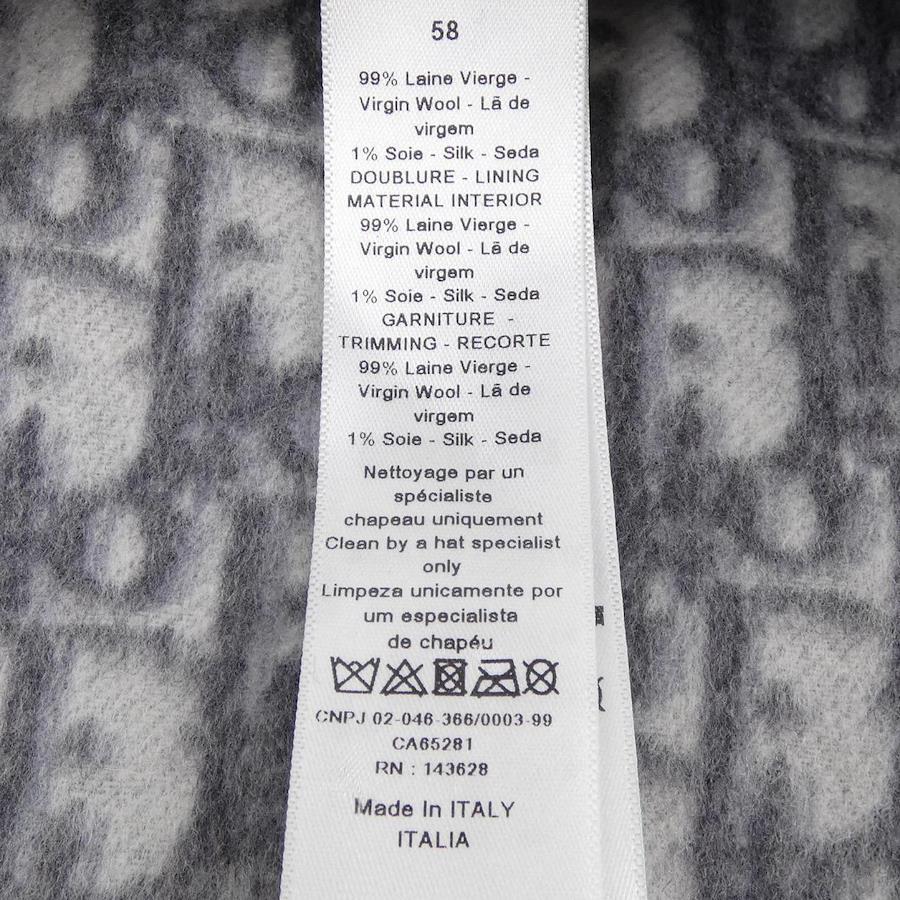 58
99% Laine Vierge -
Virgin Wool - Lã de
virgem
1% Soie - Silk - Seda
DOUBLURE - LINING
MATERIAL INTERIOR
99% Laine Vierge -
Virgin Wool - Lã de
virgem
1% Soie - Silk - Seda
GARNITURE -
TRIMMING - RECORTE
99% Laine Vierge -
Virgin Wool - Lã de
virgem
1% Soie - Silk - Seda
Nettoyage par un
spécialiste
chapeau uniquement
Clean by a hat specialist
only
Limpeza unicamente por
um especialista
de chapéu
CNPJ 02-046-366/0003-99
CA65281
RN : 143628
Made In ITALY
ITALIA